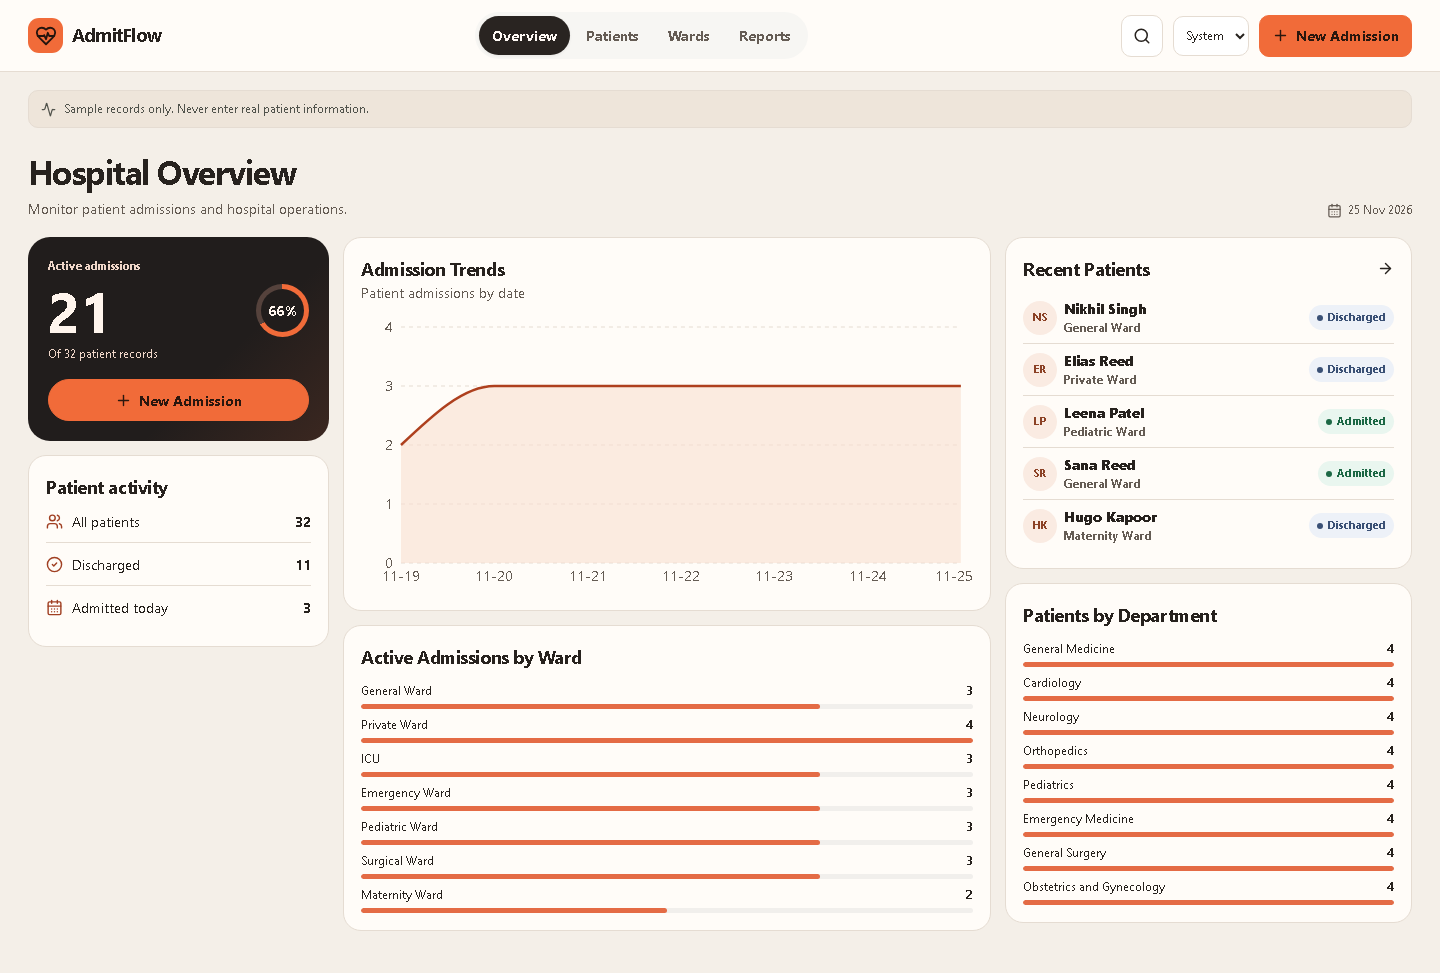 AdmitFlow
Overview
Patients
Wards
Reports
System
New Admission
Sample records only. Never enter real patient information.
Hospital Overview
Monitor patient admissions and hospital operations.
25 Nov 2026
Active admissions
21
66%
Of 32 patient records
New Admission
Patient activity
All patients 32
Discharged 11
Admitted today 3
Admission Trends
Patient admissions by date
4
3
2
1
0
11-19 11-20 11-21 11-22 11-23 11-24 11-25
Active Admissions by Ward
General Ward 3
Private Ward 4
ICU 3
Emergency Ward 3
Pediatric Ward 3
Surgical Ward 3
Maternity Ward 2
Recent Patients
NS Nikhil Singh Discharged
General Ward
ER Elias Reed Discharged
Private Ward
LP Leena Patel Admitted
Pediatric Ward
SR Sana Reed Admitted
General Ward
HK Hugo Kapoor Discharged
Maternity Ward
Patients by Department
General Medicine 4
Cardiology 4
Neurology 4
Orthopedics 4
Pediatrics 4
Emergency Medicine 4
General Surgery 4
Obstetrics and Gynecology 4